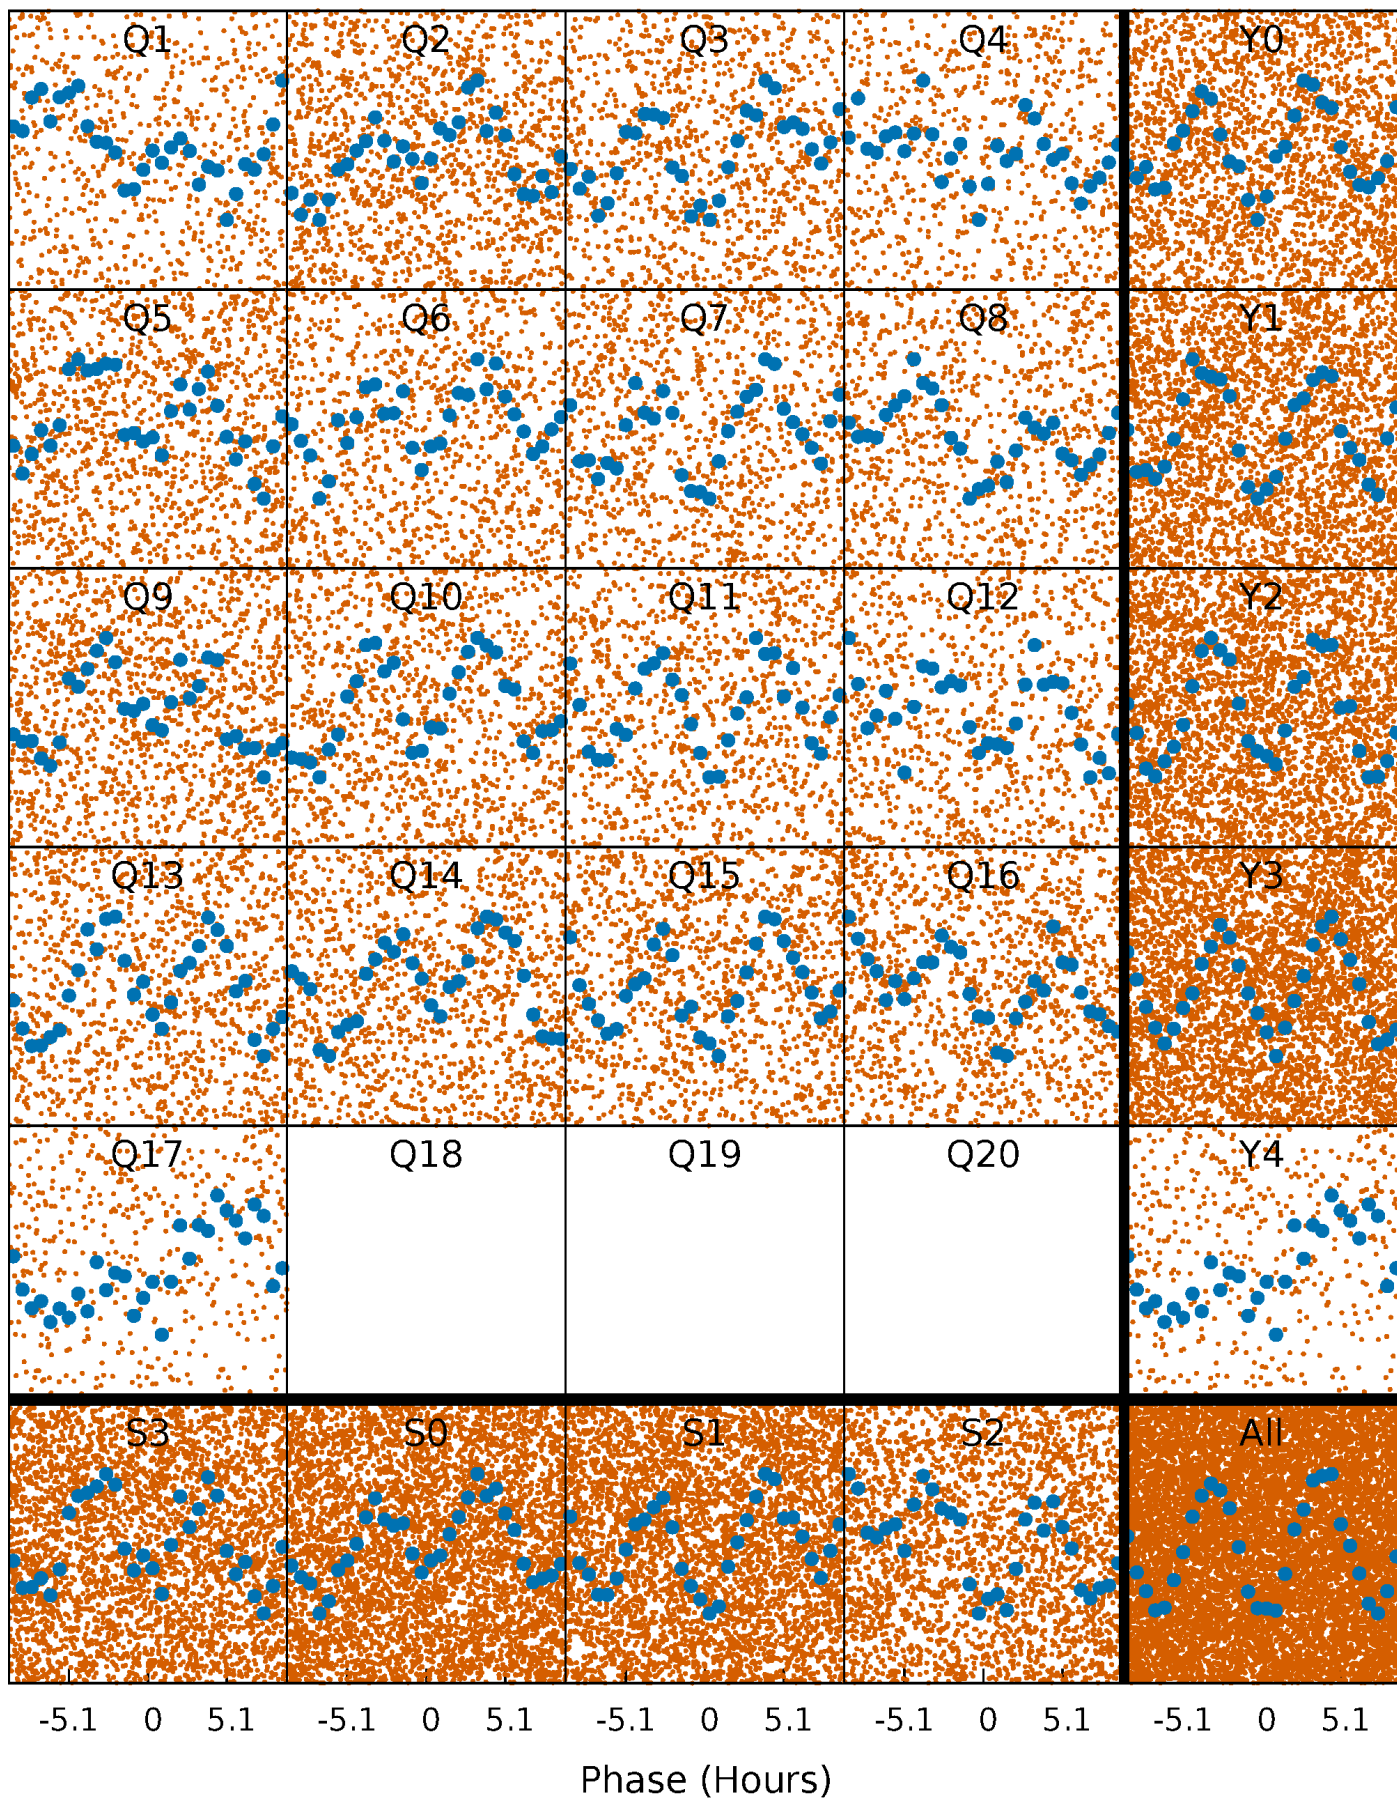 Q1 Q2 Q3 Q4 Y0
Q5 Q6 Q7 Q8 Y1
Q9 Q10 Q11 Q12 Y2
Q13 Q14 Q15 Q16 Y3
Q17 Q18 Q19 Q20 Y4
S3 S0 S1 S2 All
-5.1 0 5.1 -5.1 0 5.1 -5.1 0 5.1 -5.1 0 5.1 -5.1 0 5.1
Phase (Hours)